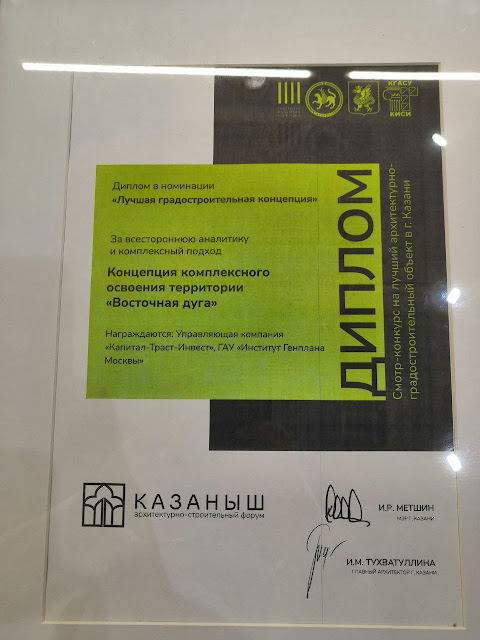 КГАСУ
КИСИ
Диплом в номинации
«Лучшая градостроительная концепция»
За всестороннюю аналитику
и комплексный подход
Концепция комплексного
освоения территории
«Восточная дуга»
Награждаются: Управляющая компания
«Капитал-Траст-Инвест», ГАУ «Институт Генплана
Москвы»
ДИПЛОМ
Смотр-конкурс на лучший архитектурно-
градостроительный объект в г. Казани
КАЗАНЫШ
архитектурно-строительный форум
И.Р. МЕТШИН
МЭР Г. КАЗАНИ
И.М. ТУХВАТУЛЛИНА
ГЛАВНЫЙ АРХИТЕКТОР Г. КАЗАНИ